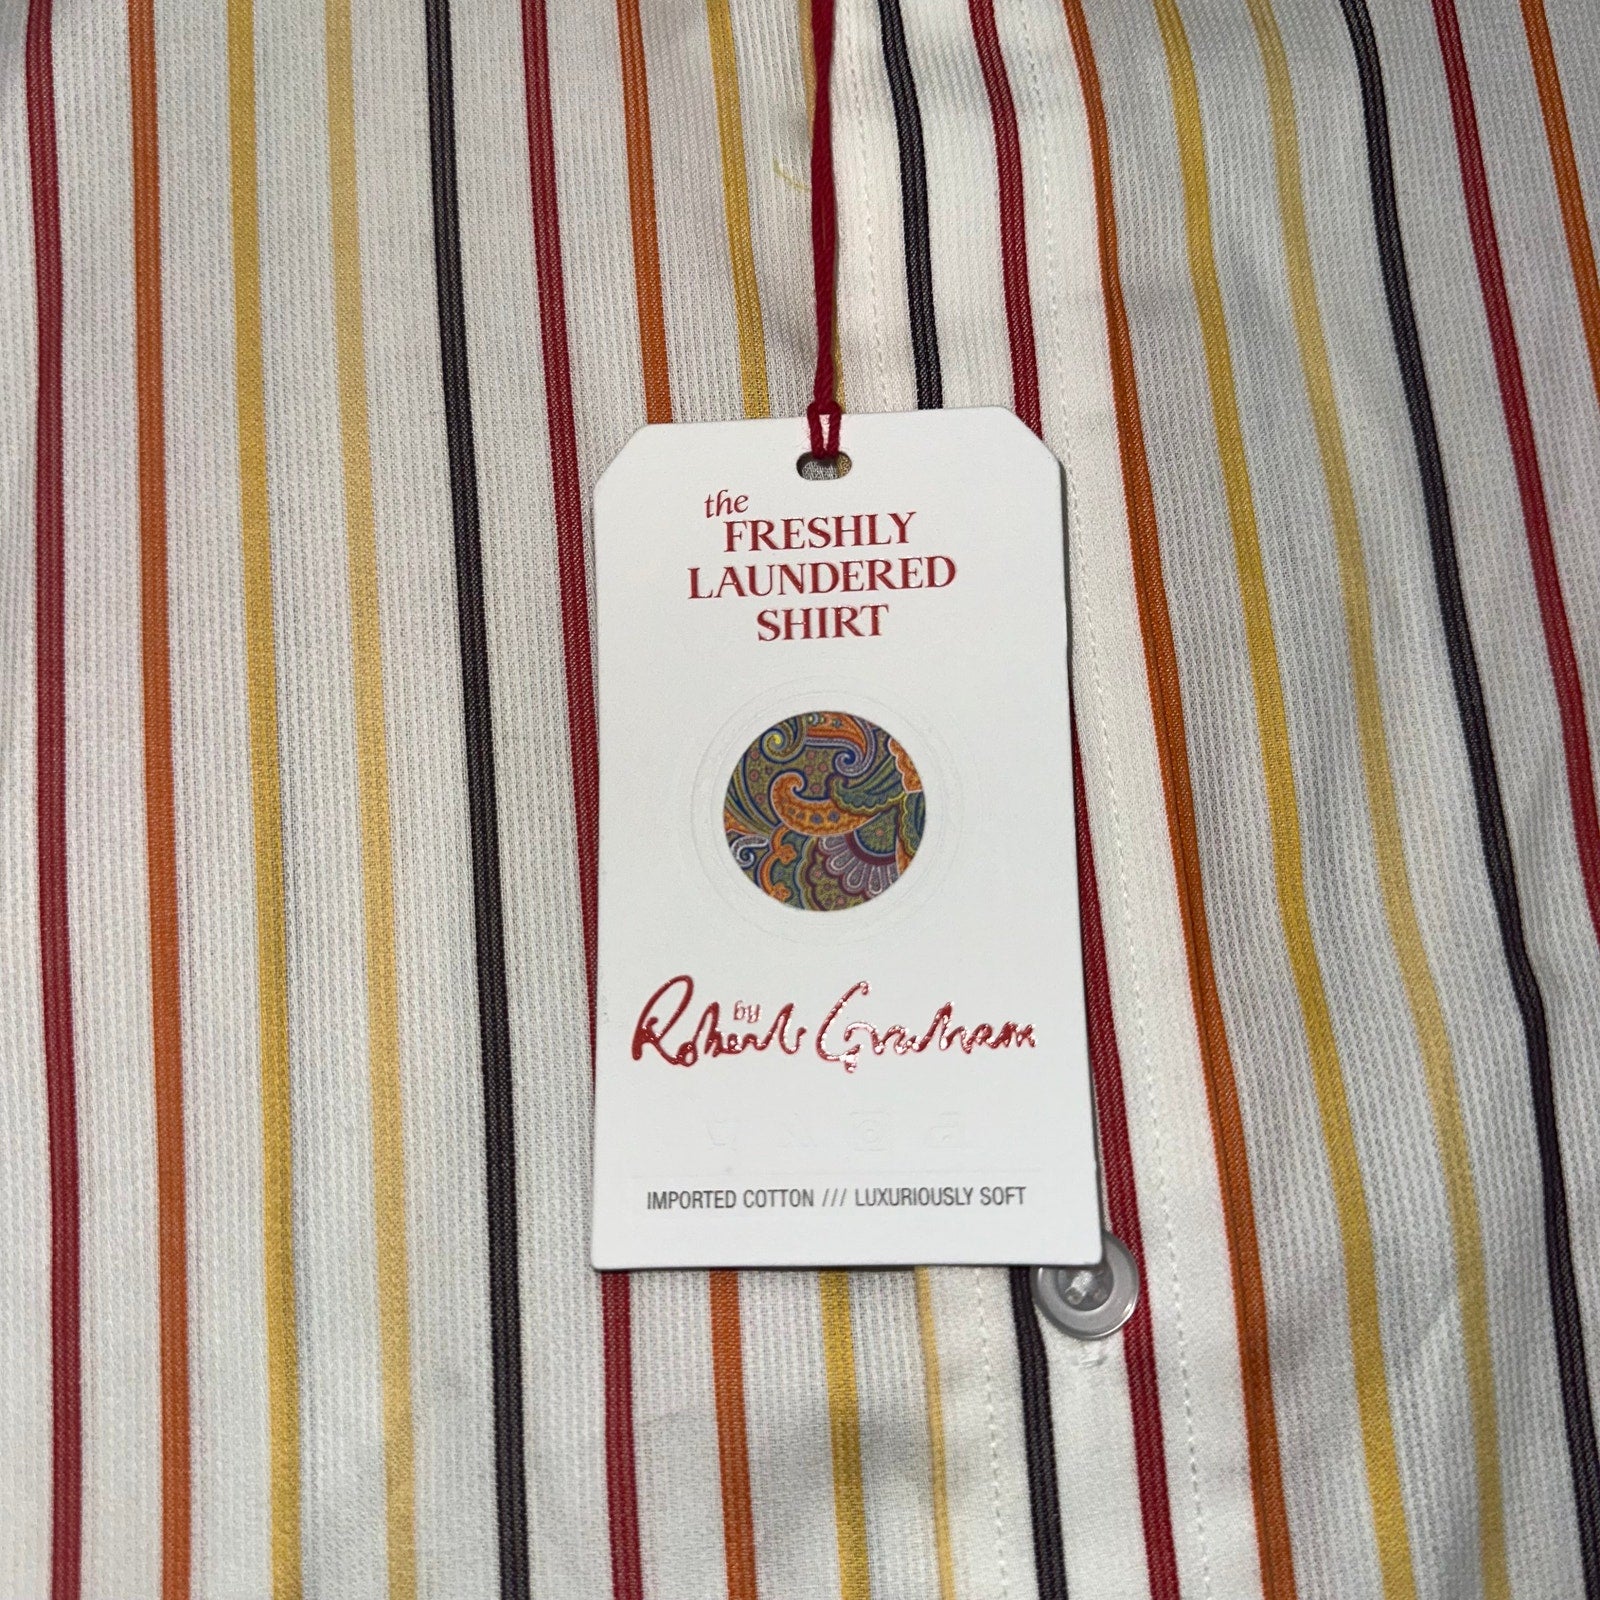 the
FRESHLY
LAUNDERED
SHIRT
by
Robert Graham
IMPORTED COTTON /// LUXURIOUSLY SOFT